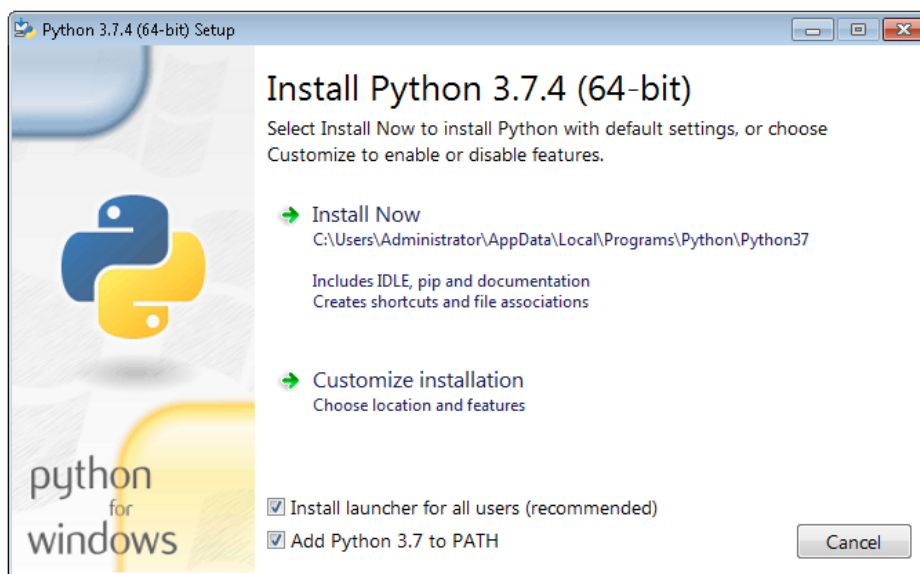 Python 3.7.4 (64-bit) Setup
Install Python 3.7.4 (64-bit)
Select Install Now to install Python with default settings, or choose
Customize to enable or disable features.
Install Now
C:\Users\Administrator\AppData\Local\Programs\Python\Python37
Includes IDLE, pip and documentation
Creates shortcuts and file associations
Customize installation
Choose location and features
python
for
windows
Install launcher for all users (recommended)
Add Python 3.7 to PATH
Cancel